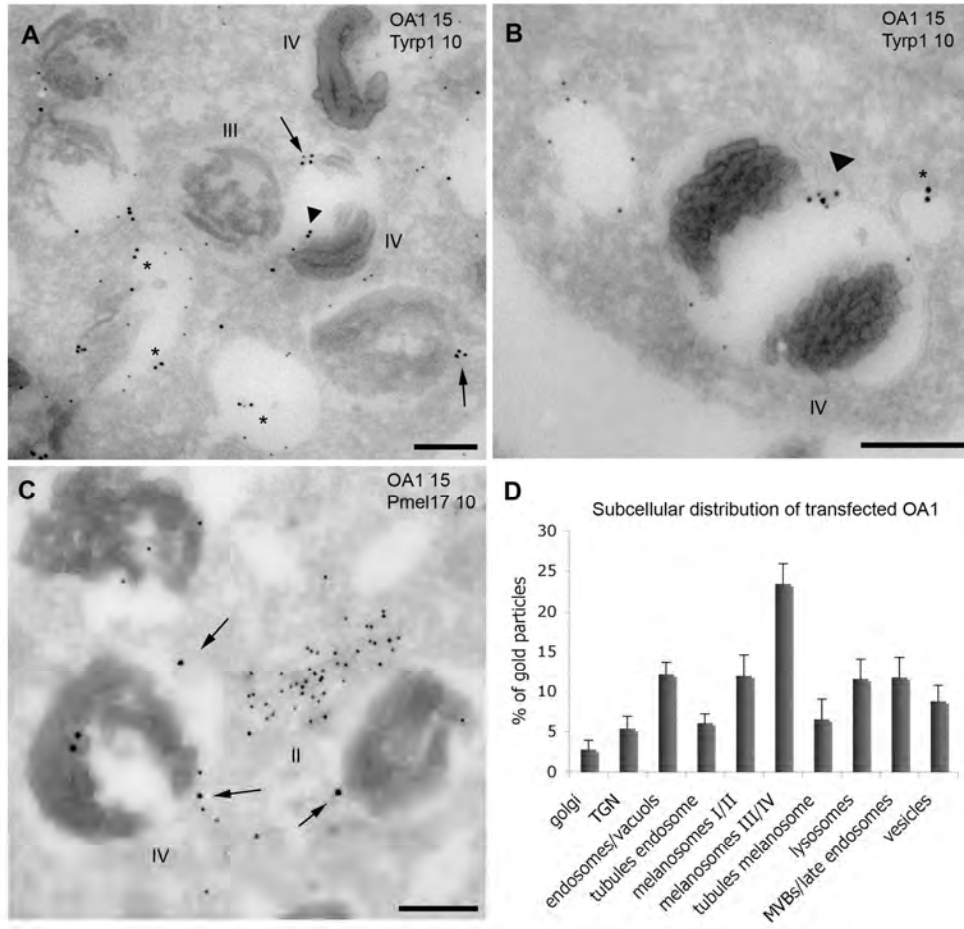 A
OA1 15
Tyrp1 10
IV
III
*
IV
*
*
B
OA1 15
Tyrp1 10
*
IV
C
OA1 15
Pmel17 10
II
IV
D
Subcellular distribution of transfected OA1
% of gold particles
30
25
20
15
10
5
0
golgi
TGN
endosomes/vacuols
tubules endosome
melanosomes I/II
melanosomes III/IV
tubules melanosome
lysosomes
MVBs/late endosomes
vesicles